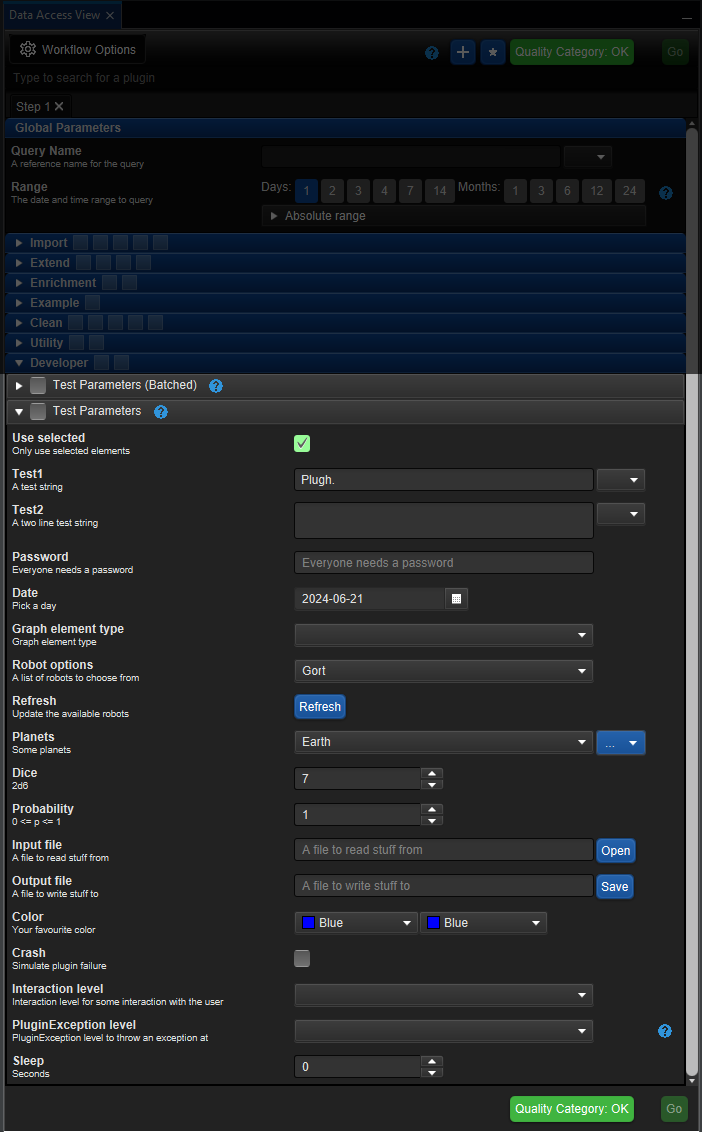 Data Access View
Workflow Options
Quality Category: OK
Go
Type to search for a plugin
Step 1
Global Parameters
Query Name
A reference name for the query
Range
The date and time range to query
Days: 1 2 3 4 7 14 Months: 1 3 6 12 24
Absolute range
Import
Extend
Enrichment
Example
Clean
Utility
Developer
Test Parameters (Batched)
Test Parameters
Use selected
Only use selected elements
Test1
A test string
Plugh.
Test2
A two line test string
Password
Everyone needs a password
Everyone needs a password
Date
Pick a day
2024-06-21
Graph element type
Graph element type
Robot options
A list of robots to choose from
Gort
Refresh
Update the available robots
Refresh
Planets
Some planets
Earth
...
Dice
2d6
7
Probability
0 <= p <= 1
1
Input file
A file to read stuff from
A file to read stuff from
Open
Output file
A file to write stuff to
A file to write stuff to
Save
Color
Your favourite color
Blue
Blue
Crash
Simulate plugin failure
Interaction level
Interaction level for some interaction with the user
PluginException level
PluginException level to throw an exception at
Sleep
Seconds
0
Quality Category: OK
Go